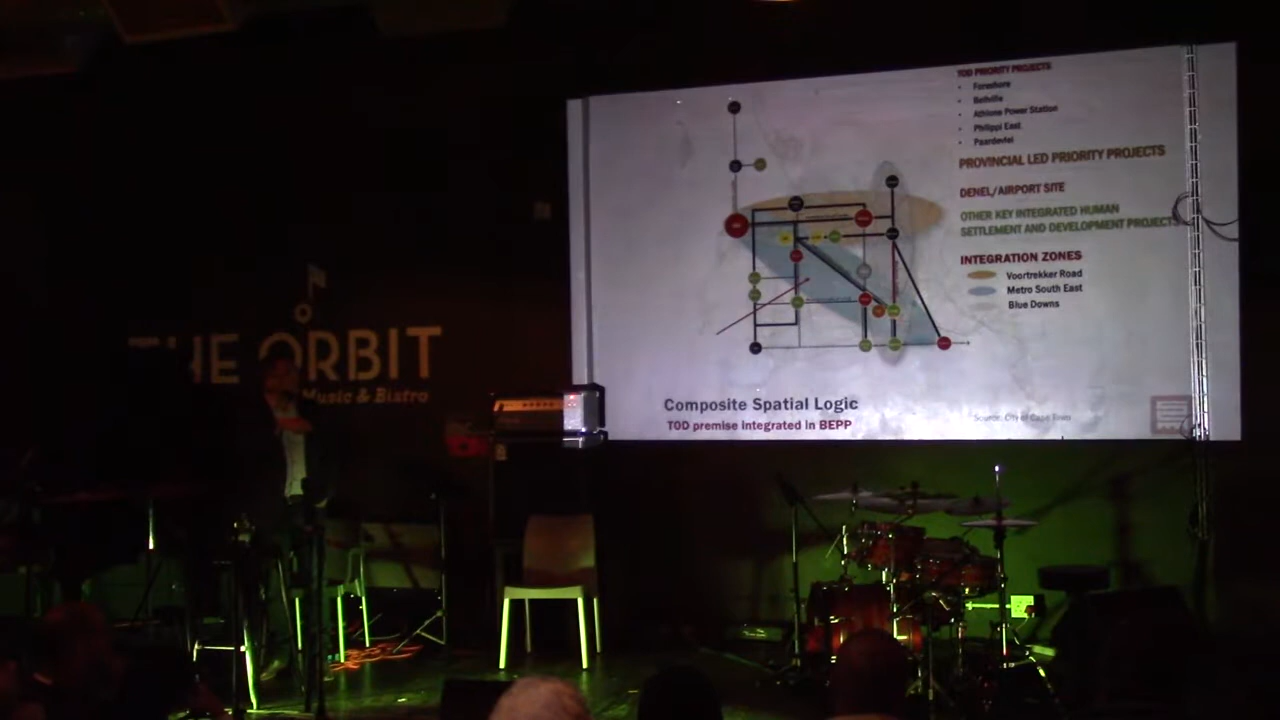 THE ORBIT
Music & Bistro
TOD PRIORITY PROJECTS
• Foreshore
• Bellville
• Athlone Power Station
• Philippi East
• Paardevlei
PROVINCIAL LED PRIORITY PROJECTS
DENEL/AIRPORT SITE
OTHER KEY INTEGRATED HUMAN
SETTLEMENT AND DEVELOPMENT PROJECTS
INTEGRATION ZONES
Voortrekker Road
Metro South East
Blue Downs
Composite Spatial Logic
TOD premise integrated in BEPP
Source: City of Cape Town